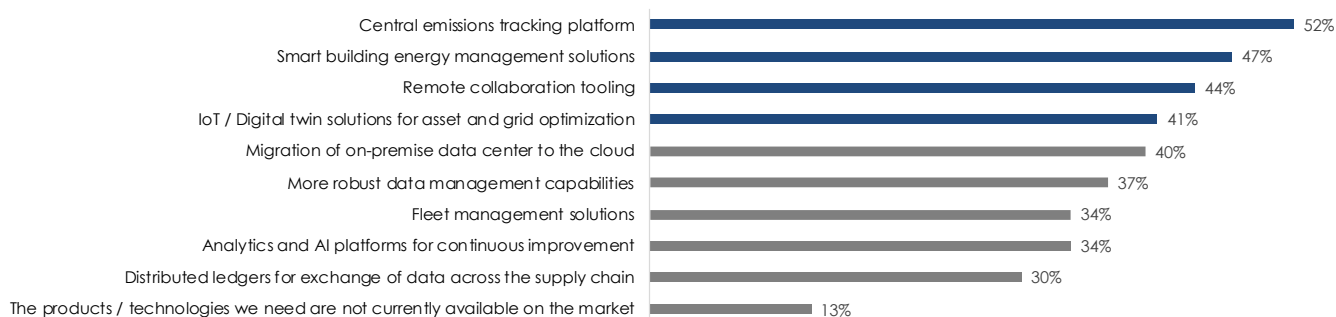 Central emissions tracking platform 52%
Smart building energy management solutions 47%
Remote collaboration tooling 44%
IoT / Digital twin solutions for asset and grid optimization 41%
Migration of on-premise data center to the cloud 40%
More robust data management capabilities 37%
Fleet management solutions 34%
Analytics and AI platforms for continuous improvement 34%
Distributed ledgers for exchange of data across the supply chain 30%
The products / technologies we need are not currently available on the market 13%